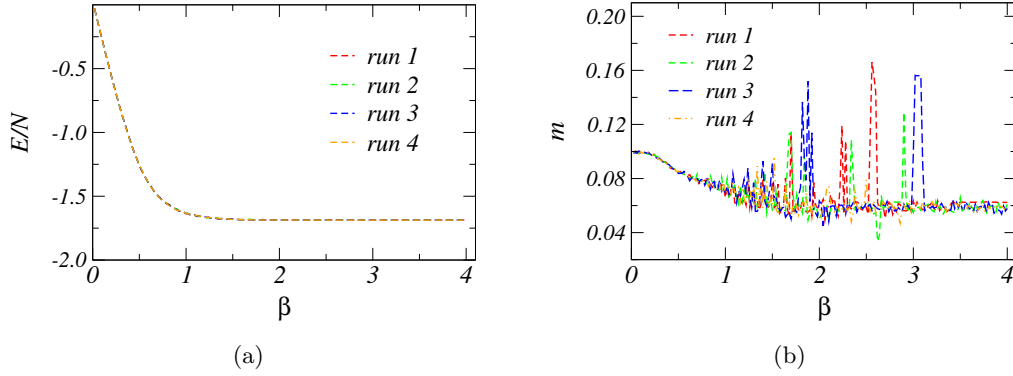 E/N
-0.5
-1.0
-1.5
-2.0
0
1
2
3
4
β
run 1
run 2
run 3
run 4
(a)
m
0.20
0.16
0.12
0.08
0.04
0
1
2
3
4
β
run 1
run 2
run 3
run 4
(b)